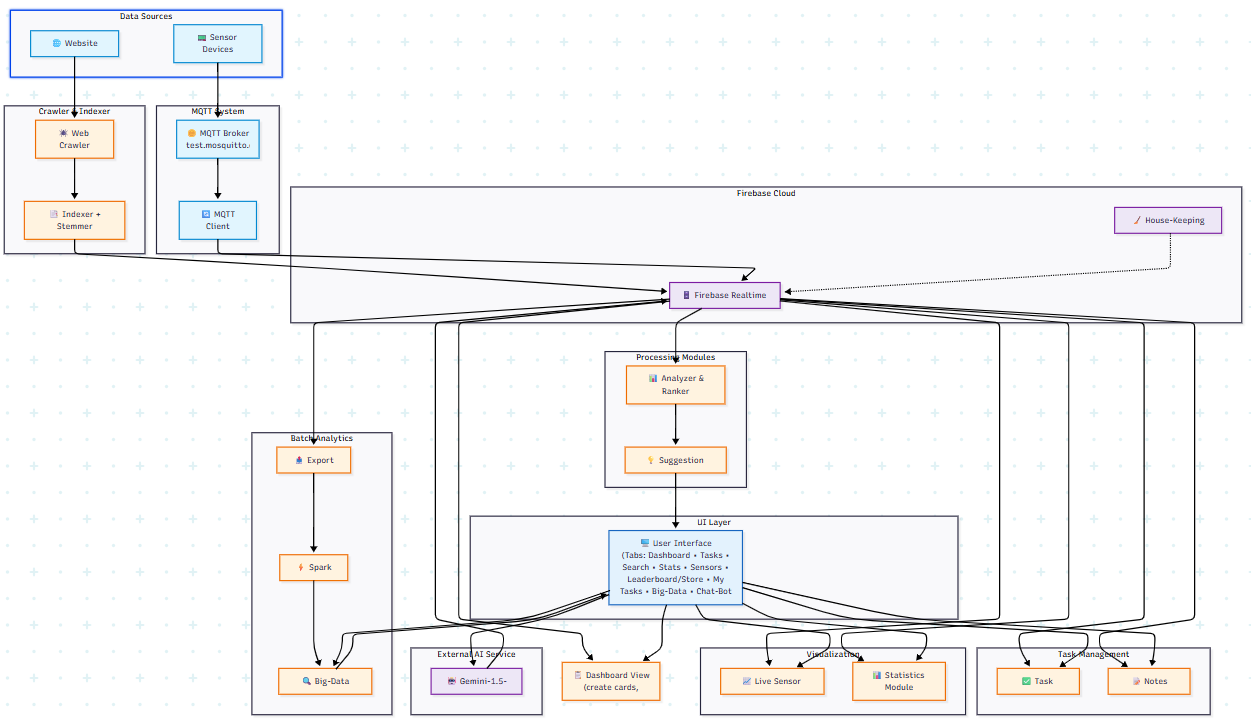 Data Sources
Website
Sensor
Devices
Crawler & Indexer
MQTT System
Web
Crawler
MQTT Broker
test.mosquitto.
Indexer +
Stemmer
MQTT
Client
Firebase Cloud
House-Keeping
Firebase Realtime
Processing Modules
Analyzer &
Ranker
Suggestion
Batch Analytics
Export
Spark
Big-Data
UI Layer
User Interface
(Tabs: Dashboard • Tasks •
Search • Stats • Sensors •
Leaderboard/Store • My
Tasks • Big-Data • Chat-Bot
External AI Service
Gemini-1.5-
Dashboard View
(create cards,
Visualization
Live Sensor
Statistics
Module
Task Management
Task
Notes